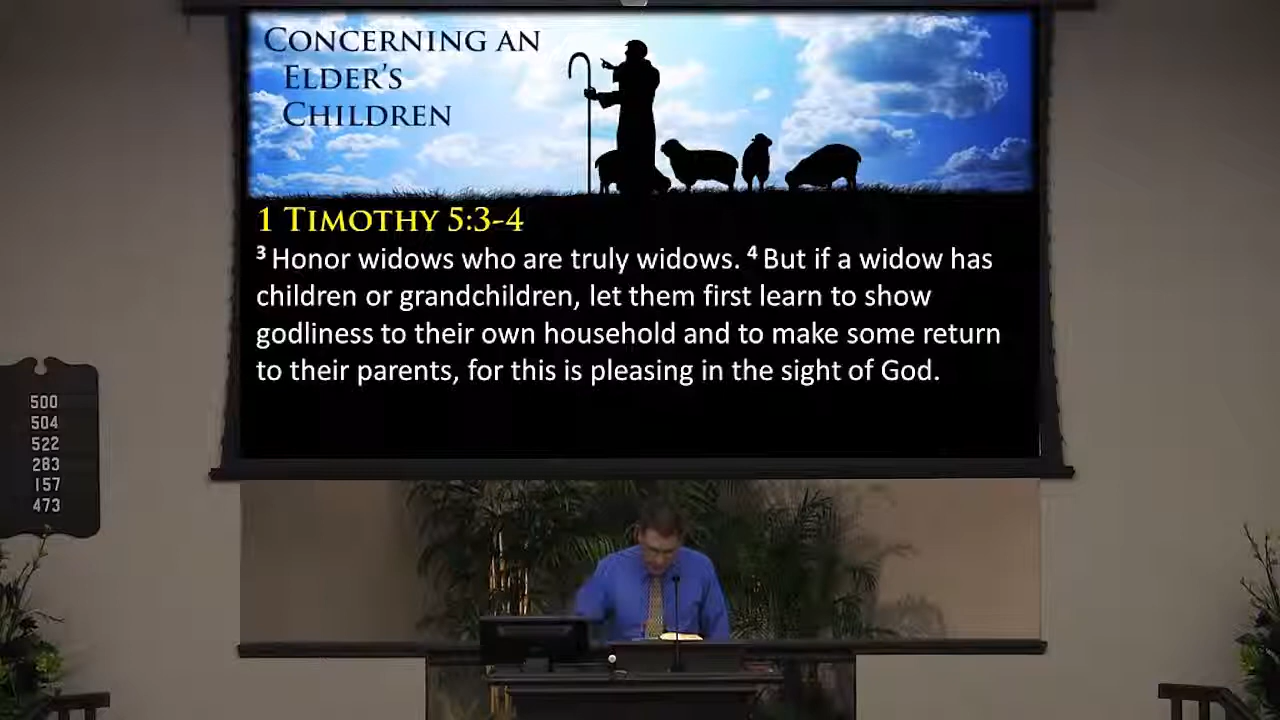 CONCERNING AN
ELDER'S
CHILDREN
1 TIMOTHY 5:3-4
³ Honor widows who are truly widows. ⁴ But if a widow has
children or grandchildren, let them first learn to show
godliness to their own household and to make some return
to their parents, for this is pleasing in the sight of God.
500
504
522
283
157
473